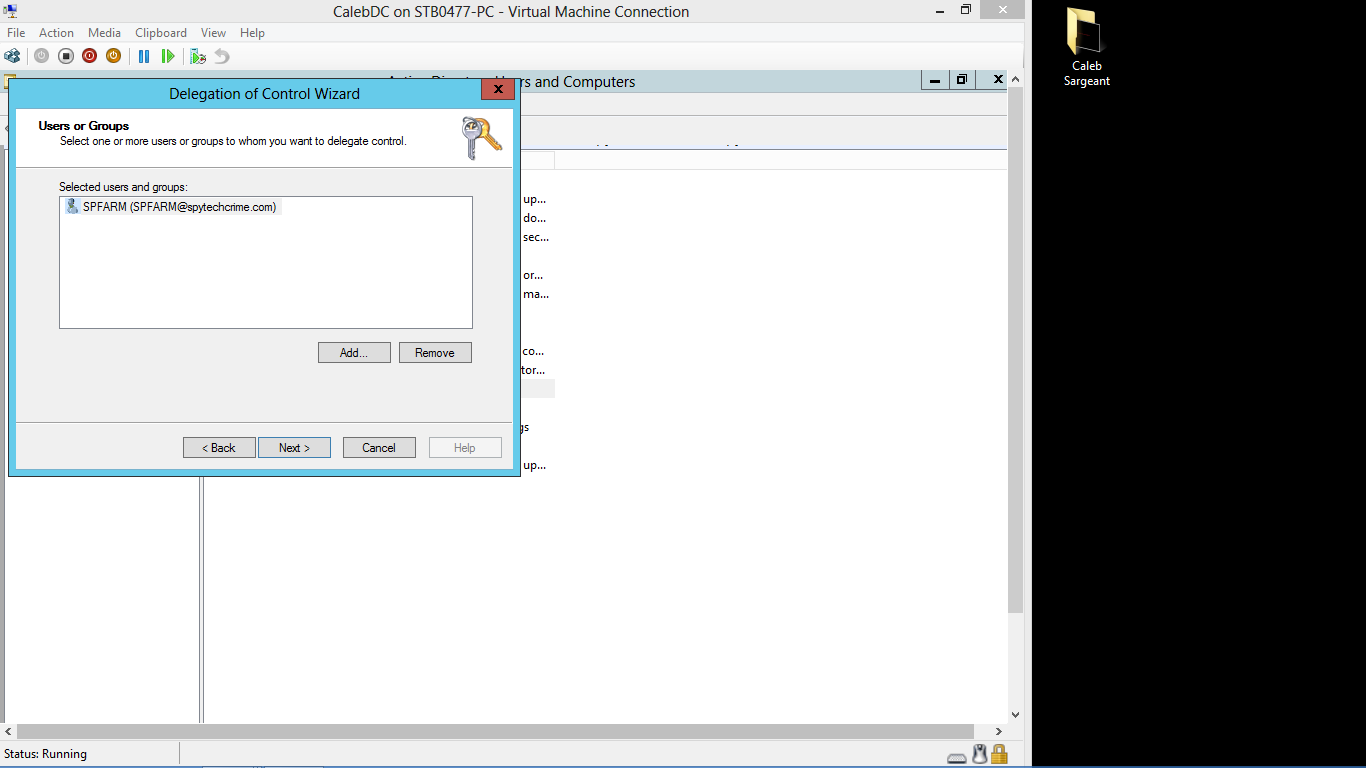 CalebDC on STB0477-PC - Virtual Machine Connection
File Action Media Clipboard View Help
rs and Computers
Delegation of Control Wizard
Users or Groups
Select one or more users or groups to whom you want to delegate control.
Selected users and groups:
SPFARM (SPFARM@spytechcrime.com)
Add...
Remove
< Back
Next >
Cancel
Help
up...
do...
sec...
or...
ma...
co...
tor...
gs
up...
Status: Running
Caleb
Sargeant